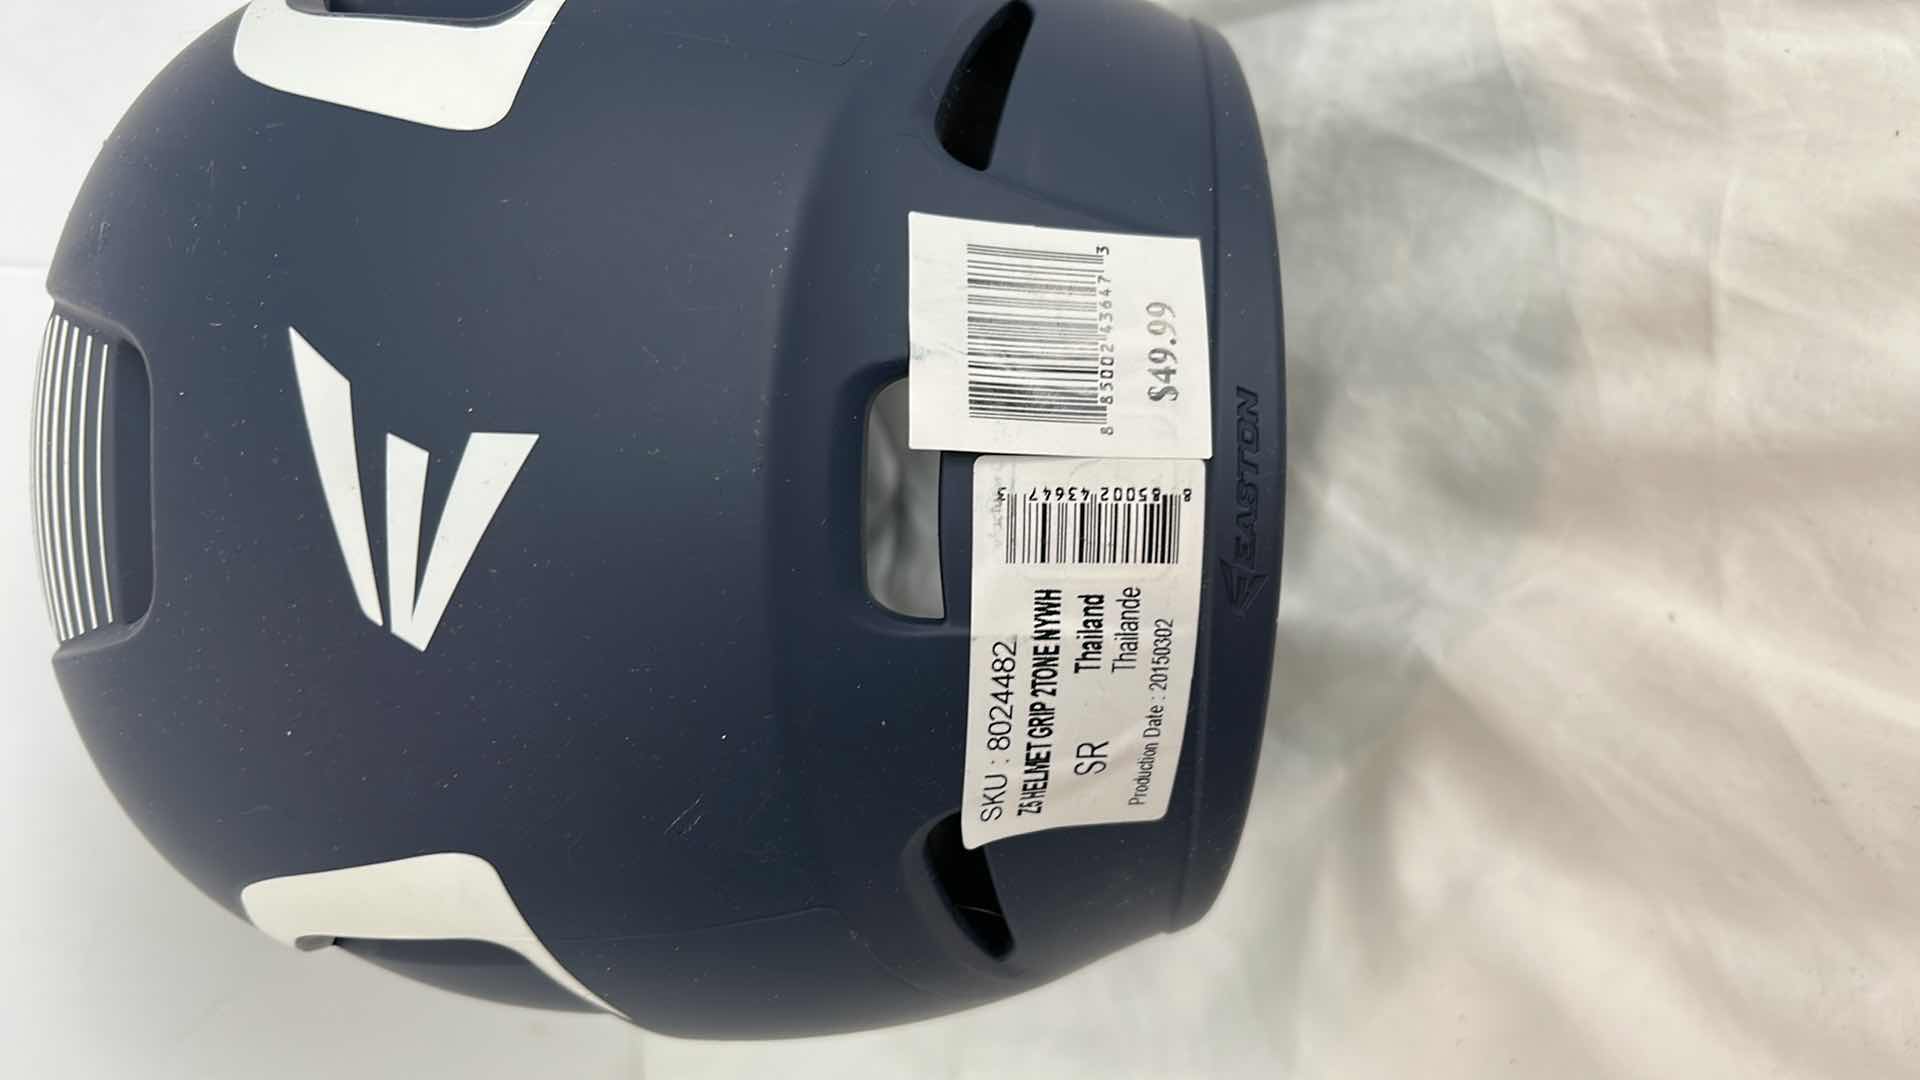 8 85002 43647 3
$49.99
8 85002 43647 3
SKU : 8024482
Z5 HELMET GRIP 2TONE NYWH
SR Thailand
Thailande
Production Date : 20150302
EASTON